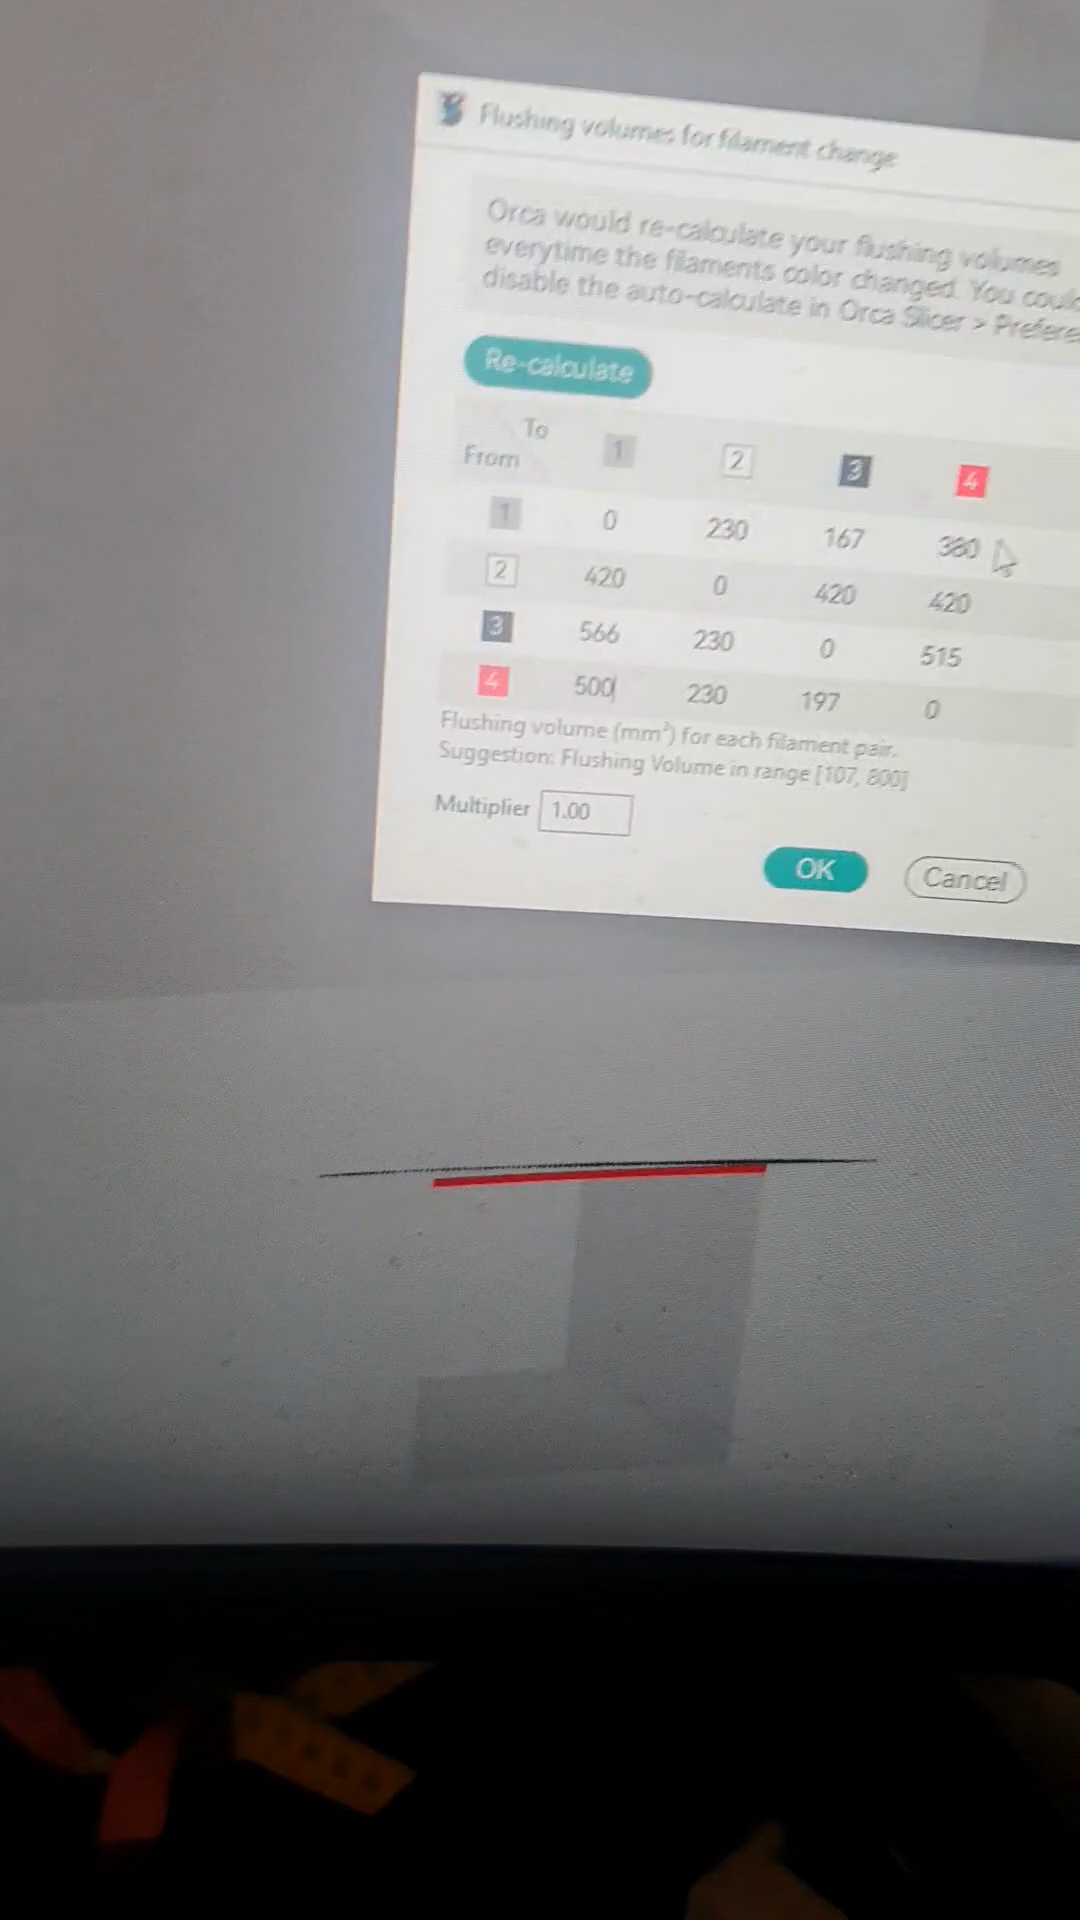 Flushing volumes for filament change
Orca would re-calculate your flushing volumes
everytime the filaments color changed. You could
disable the auto-calculate in Orca Slicer > Prefere
Re-calculate
To
From
1 2 3 4
1 0 230 167 380
2 420 0 420 420
3 566 230 0 515
4 500 230 197 0
Flushing volume (mm³) for each filament pair.
Suggestion: Flushing Volume in range [107, 800]
Multiplier 1.00
OK Cancel